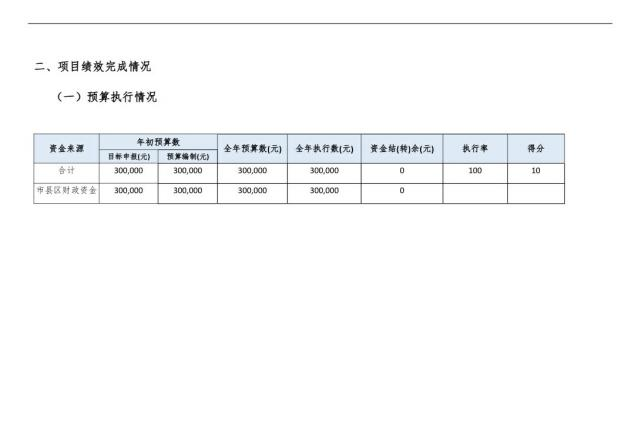 二、项目绩效完成情况
（一）预算执行情况
资金来源 年初预算数 全年预算数(元) 全年执行数(元) 资金结(转)余(元) 执行率 得分
目标申报(元) 预算编制(元)
合计 300,000 300,000 300,000 300,000 0 100 10
市县区财政资金 300,000 300,000 300,000 300,000 0